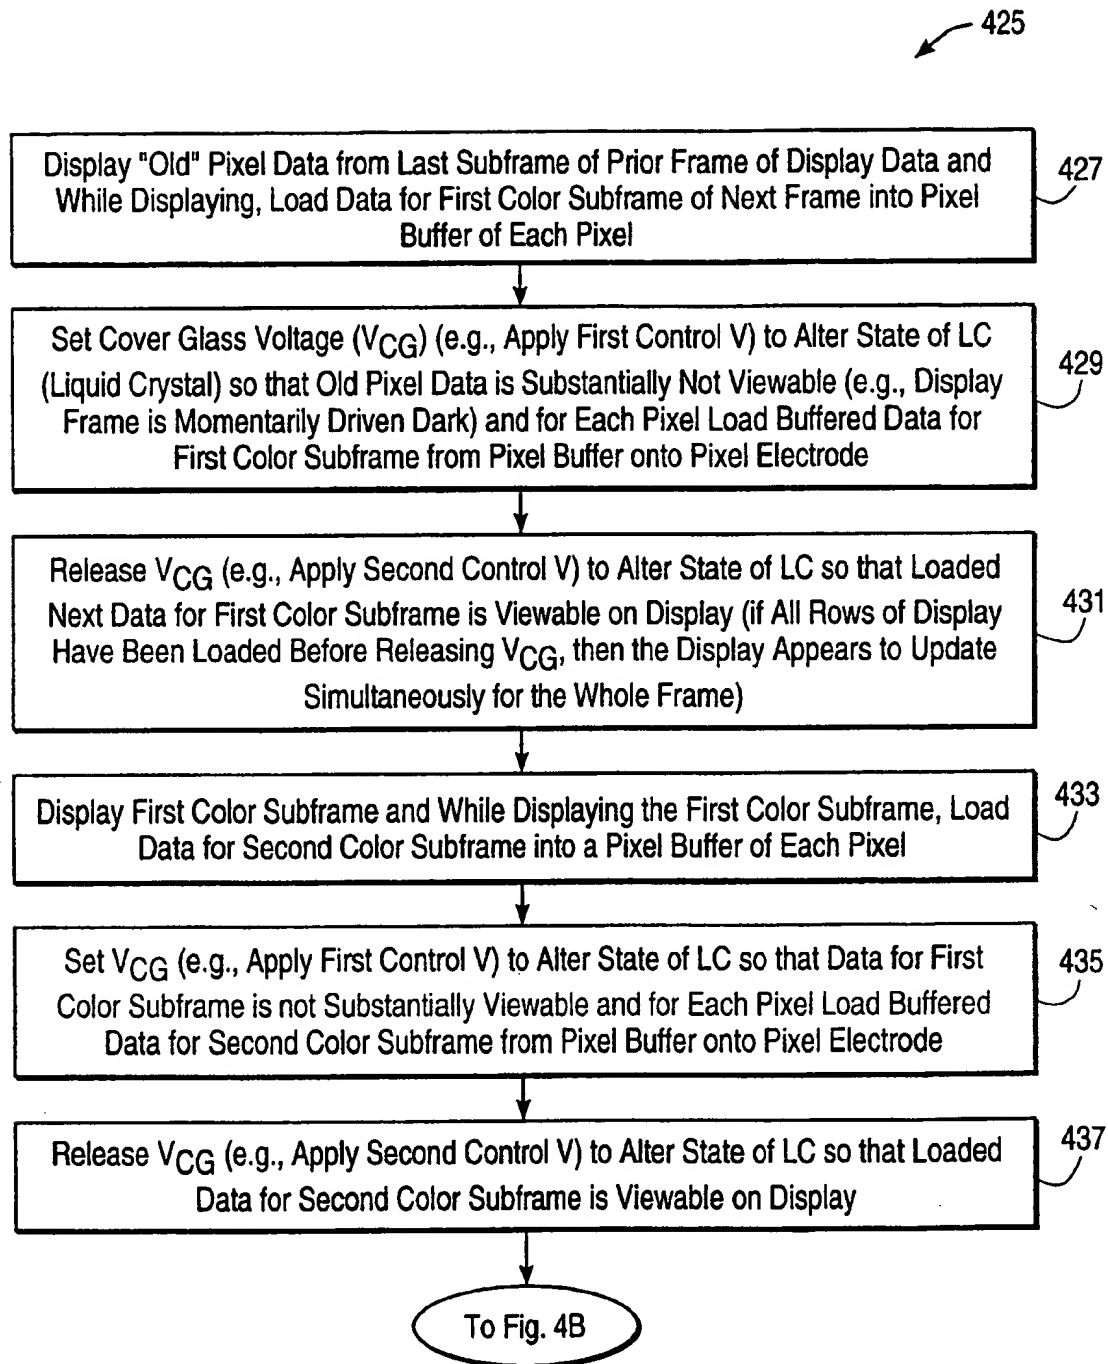 425
Display "Old" Pixel Data from Last Subframe of Prior Frame of Display Data and
While Displaying, Load Data for First Color Subframe of Next Frame into Pixel
Buffer of Each Pixel
427
Set Cover Glass Voltage (VCG) (e.g., Apply First Control V) to Alter State of LC
(Liquid Crystal) so that Old Pixel Data is Substantially Not Viewable (e.g., Display
Frame is Momentarily Driven Dark) and for Each Pixel Load Buffered Data for
First Color Subframe from Pixel Buffer onto Pixel Electrode
429
Release VCG (e.g., Apply Second Control V) to Alter State of LC so that Loaded
Next Data for First Color Subframe is Viewable on Display (if All Rows of Display
Have Been Loaded Before Releasing VCG, then the Display Appears to Update
Simultaneously for the Whole Frame)
431
Display First Color Subframe and While Displaying the First Color Subframe, Load
Data for Second Color Subframe into a Pixel Buffer of Each Pixel
433
Set VCG (e.g., Apply First Control V) to Alter State of LC so that Data for First
Color Subframe is not Substantially Viewable and for Each Pixel Load Buffered
Data for Second Color Subframe from Pixel Buffer onto Pixel Electrode
435
Release VCG (e.g., Apply Second Control V) to Alter State of LC so that Loaded
Data for Second Color Subframe is Viewable on Display
437
To Fig. 4B